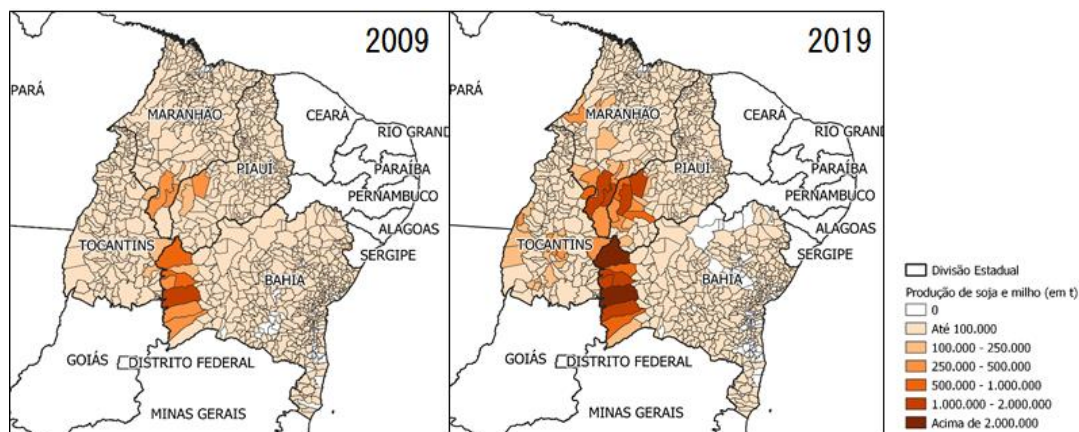 2009
PARÁ
MARANHÃO
CEARÁ
RIO GRAND
PARAÍBA
PIAUÍ
PERNAMBUCO
ALAGOAS
TOCANTINS
SERGIPE
BAHIA
GOIÁS
DISTRITO FEDERAL
MINAS GERAIS
2019
PARÁ
MARANHÃO
CEARÁ
RIO GRAND
PARAÍBA
PIAUÍ
PERNAMBUCO
ALAGOAS
TOCANTINS
SERGIPE
BAHIA
GOIÁS
DISTRITO FEDERAL
MINAS GERAIS
Divisão Estadual
Produção de soja e milho (em t)
0
Até 100.000
100.000 - 250.000
250.000 - 500.000
500.000 - 1.000.000
1.000.000 - 2.000.000
Acima de 2.000.000